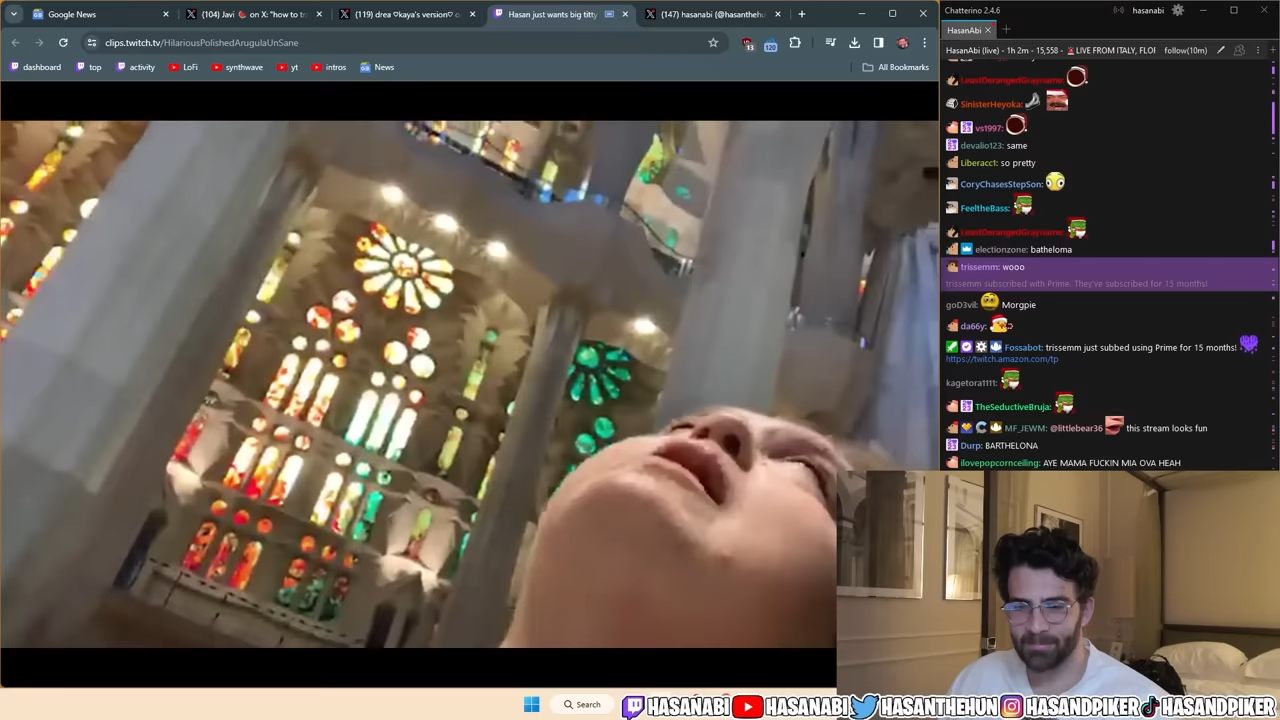 Google News
(104) Javi 🍉 on X: "how to tr
(119) drea ♡kaya's version♡ o
Hasan just wants big titty
(147) hasanabi (@hasanthehu
clips.twitch.tv/HilariousPolishedArugulaUnSane
13
120
dashboard
top
activity
LoFi
synthwave
yt
intros
News
All Bookmarks
Chatterino 2.4.6
hasanabi
HasanAbi
HasanAbi (live) - 1h 2m - 15,558 - 🚨LIVE FROM ITALY, FLOR
follow(10m)
LeastDerangedGrayname:
SinisterHeyoka:
vs1997:
devalio123: same
Liberacc1: so pretty
CoryChasesStepSon:
FeeltheBass:
LeastDerangedGrayname:
electionzone: batheloma
trissemm: wooo
trissemm subscribed with Prime. They've subscribed for 15 months!
goD3vil: Morgpie
da66y:
Fossabot: trissemm just subbed using Prime for 15 months!
https://twitch.amazon.com/tp
kagetora1111:
TheSeductiveBruja:
MF_JEWM: @littlebear36 this stream looks fun
Durp: BARTHELONA
ilovepopcornceiling: AYE MAMA FUCKIN MIA OVA HEAH
Search
HASANABI
HASANABI
HASANTHEHUN
HASANDPIKER
HASANDPIKER